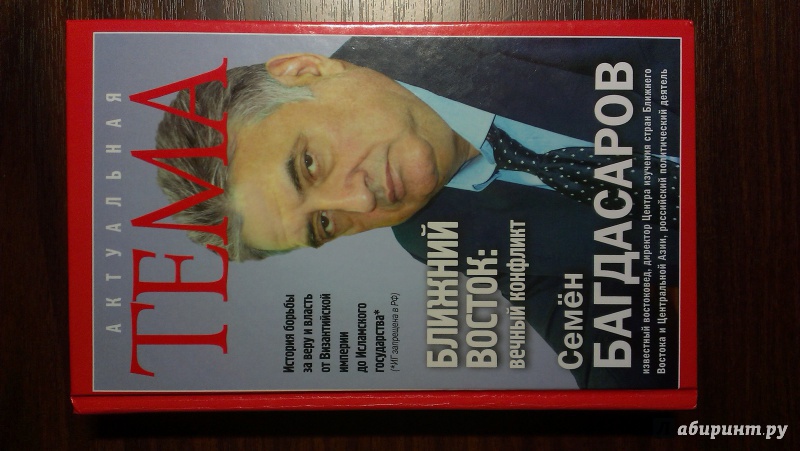 АКТУАЛЬНАЯ
ТЕМА
История борьбы
за веру и власть
от Византийской
империи
до Исламского
государства*
(*ИГ запрещена в РФ)
БЛИЖНИЙ
ВОСТОК:
ВЕЧНЫЙ КОНФЛИКТ
Семён
БАГДАСАРОВ
известный востоковед, директор Центра изучения стран Ближнего
Востока и Центральной Азии, российский политический деятель
Лабиринт.ру